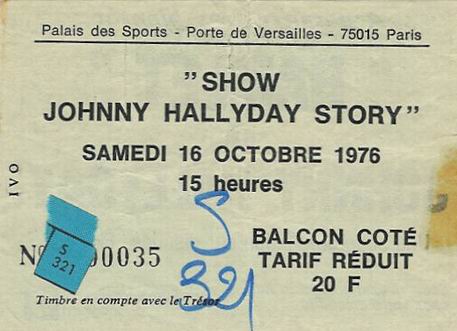 Palais des Sports - Porte de Versailles - 75015 Paris
"SHOW
JOHNNY HALLYDAY STORY"
SAMEDI 16 OCTOBRE 1976
15 heures
IVO
S
321
N° 00035
S
321
BALCON COTÉ
TARIF RÉDUIT
20 F
Timbre en compte avec le Trésor